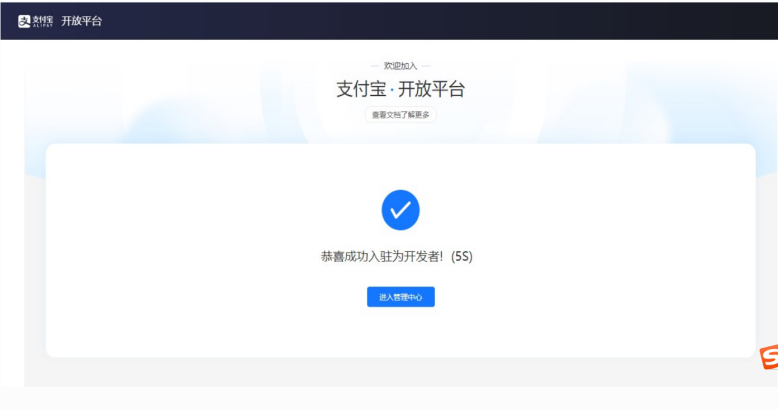 支付宝 开放平台
ALIPAY
欢迎加入
支付宝·开放平台
查看文档了解更多
恭喜成功入驻为开发者! (5S)
进入管理中心
S